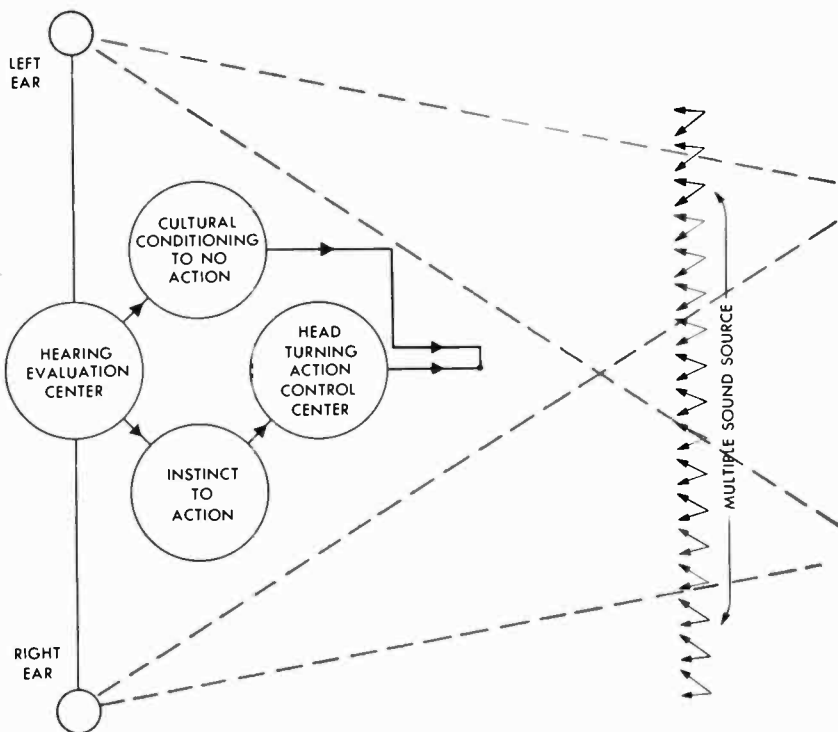 LEFT
EAR
CULTURAL
CONDITIONING
TO NO
ACTION
HEARING
EVALUATION
CENTER
HEAD
TURNING
ACTION
CONTROL
CENTER
INSTINCT
TO
ACTION
MULTIPLE SOUND SOURCE
RIGHT
EAR